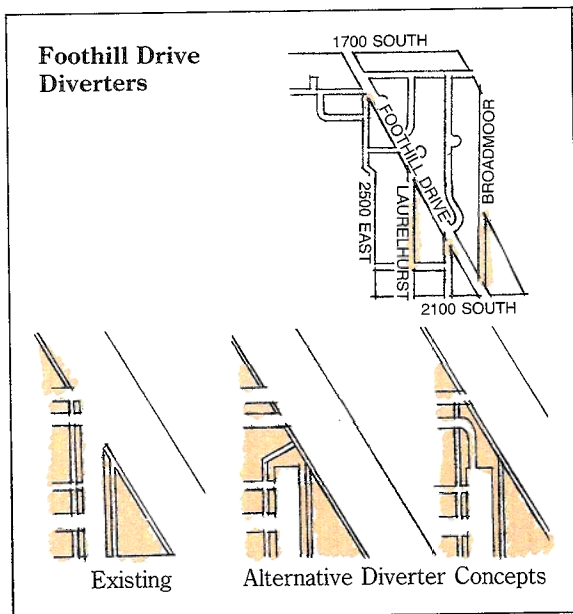 Foothill Drive
Diverters
1700 SOUTH
FOOTHILL DRIVE
BROADMOOR
2500 EAST
LAURELHURST
2100 SOUTH
Existing
Alternative Diverter Concepts